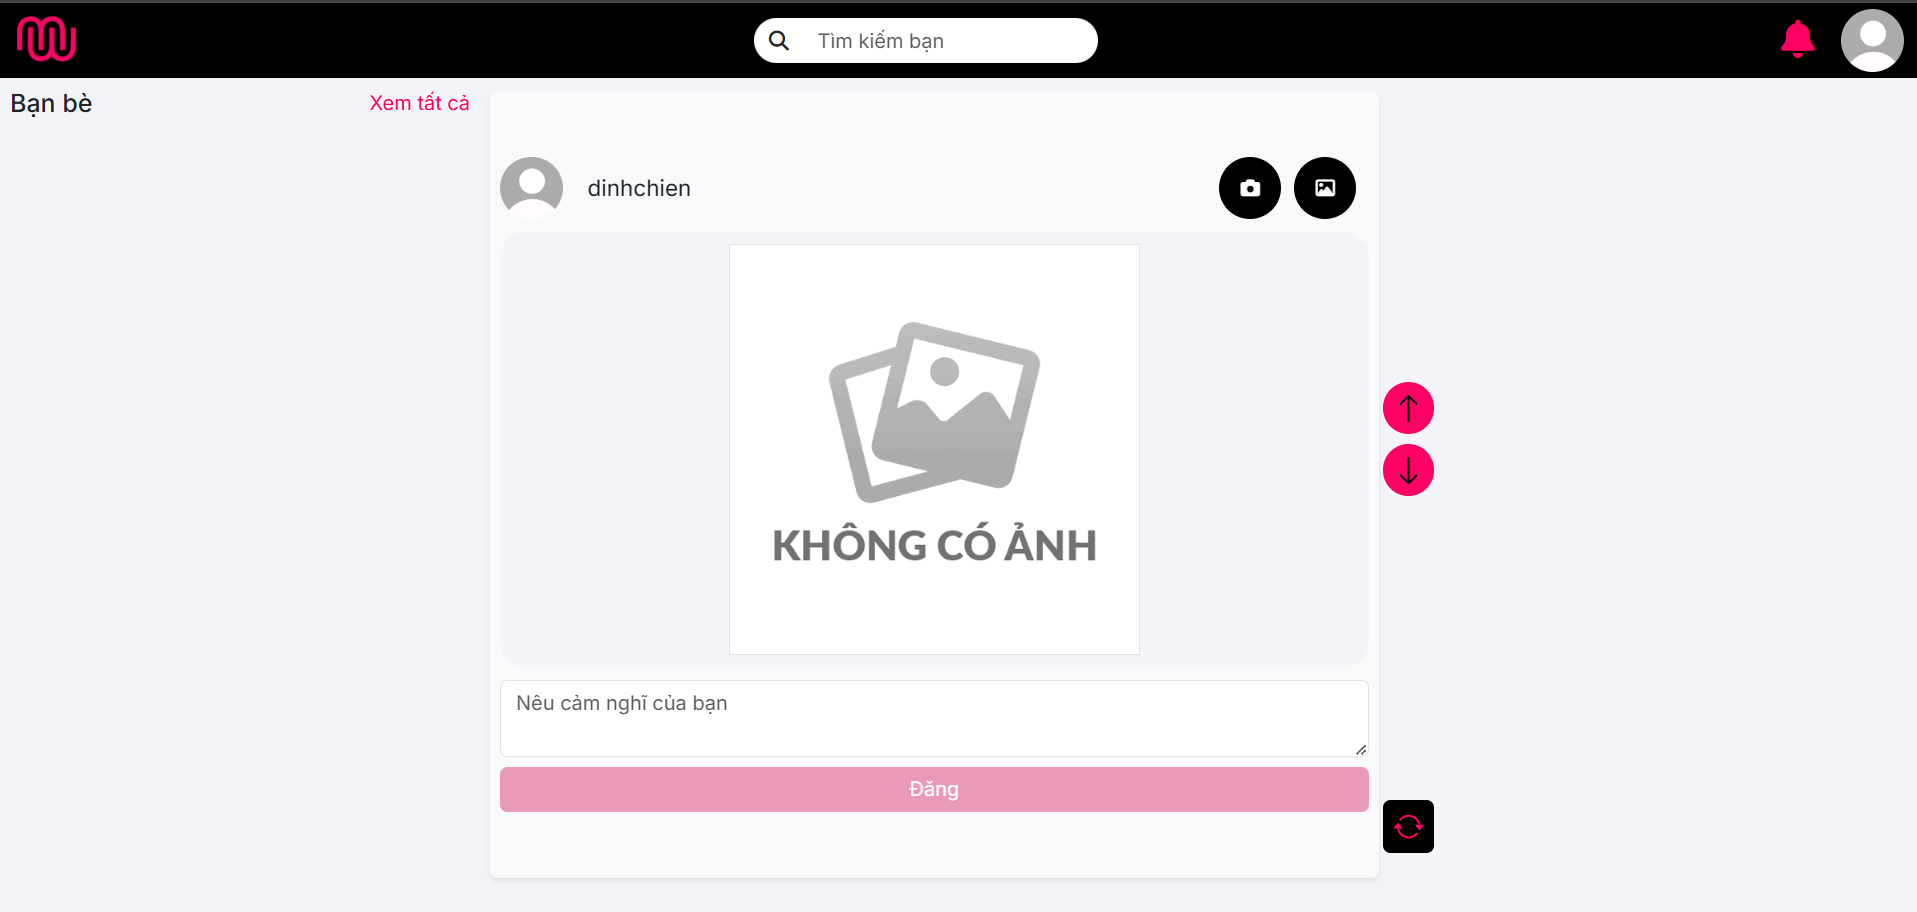 Tìm kiếm bạn
Bạn bè
Xem tất cả
dinhchien
KHÔNG CÓ ẢNH
Nêu cảm nghĩ của bạn
Đăng